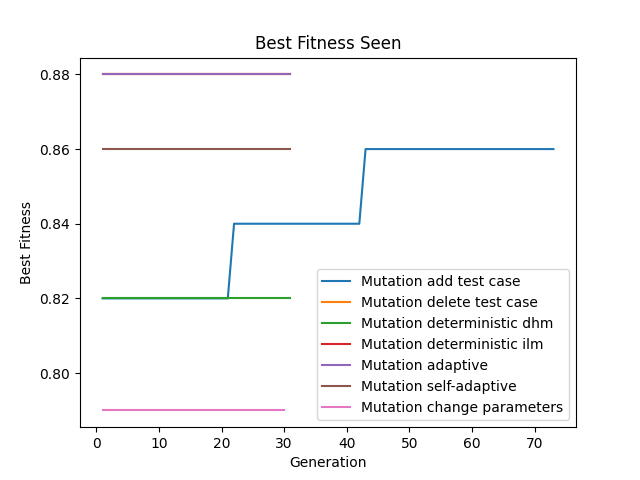 Best Fitness Seen
0.88
0.86
0.84
0.82
0.80
Best Fitness
Mutation add test case
Mutation delete test case
Mutation deterministic dhm
Mutation deterministic ilm
Mutation adaptive
Mutation self-adaptive
Mutation change parameters
0 10 20 30 40 50 60 70
Generation